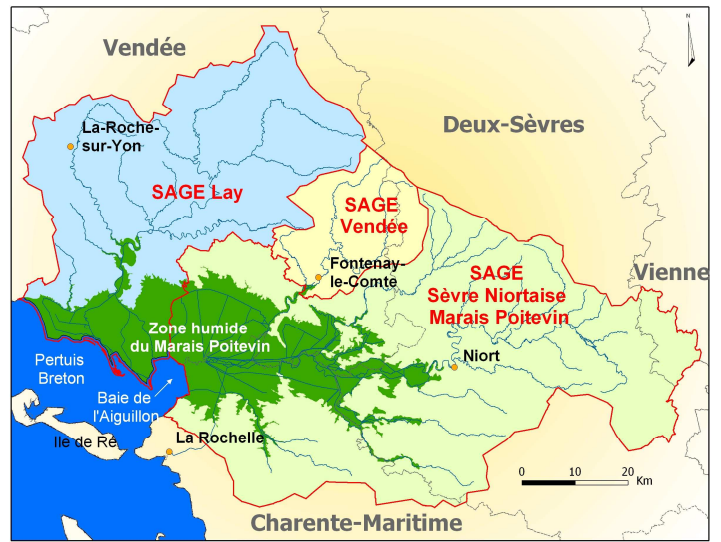 N
Vendée
Deux-Sèvres
La-Roche-
sur-Yon
SAGE Lay
SAGE
Vendée
Fontenay-
le-Comte
SAGE
Sèvre Niortaise
Marais Poitevin
Vienne
Zone humide
du Marais Poitevin
Pertuis
Breton
Niort
Baie de
l'Aiguillon
Ile de Ré
La Rochelle
0 10 20
Km
Charente-Maritime